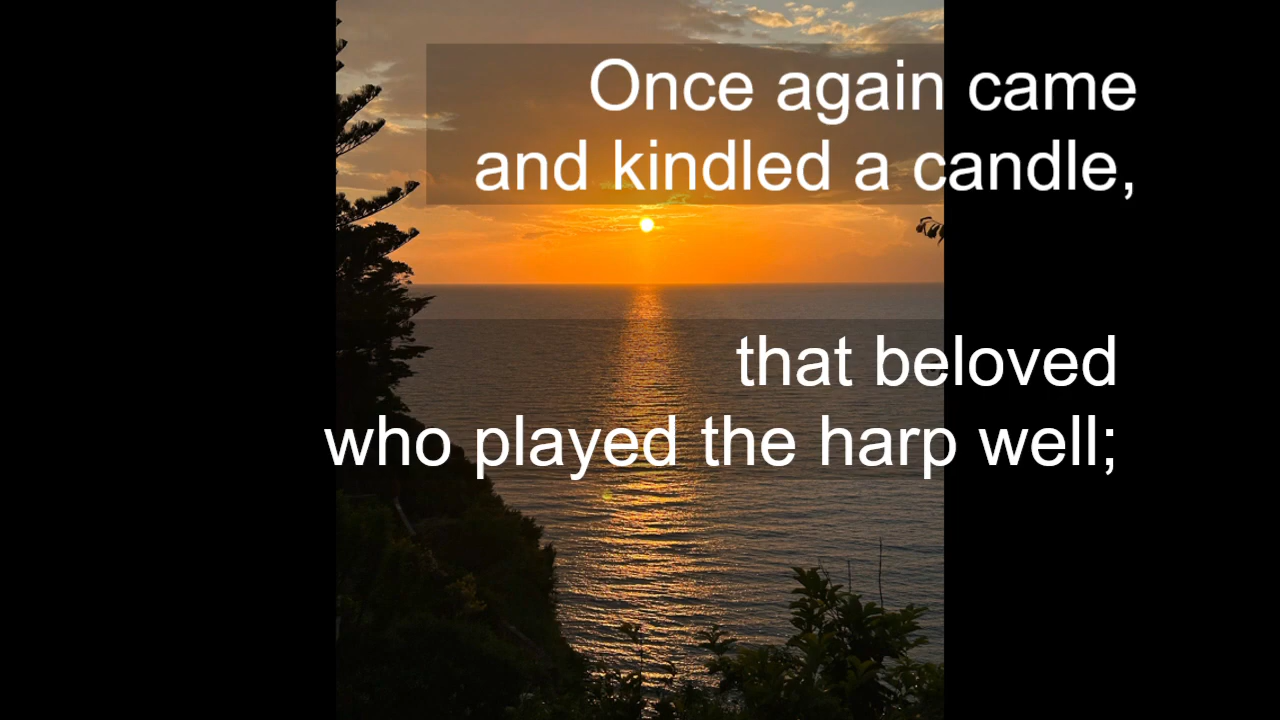 Once again came
and kindled a candle,
that beloved
who played the harp well;